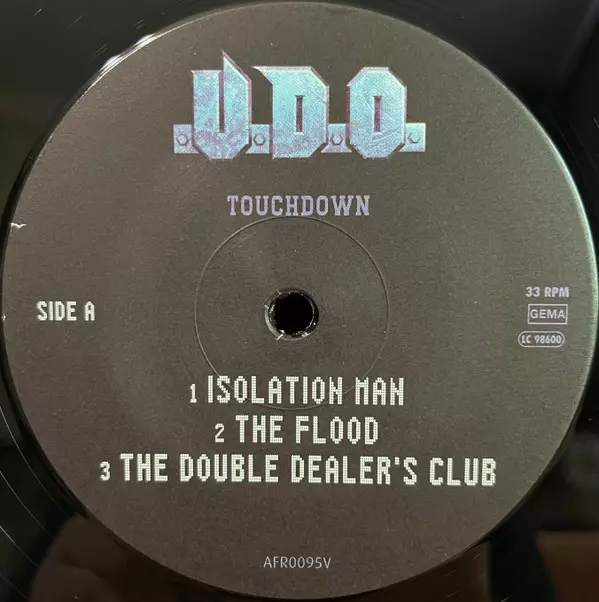 U.D.O.
TOUCHDOWN
SIDE A
33 RPM
GEMA
LC 98600
1 ISOLATION MAN
2 THE FLOOD
3 THE DOUBLE DEALER'S CLUB
AFR0095V